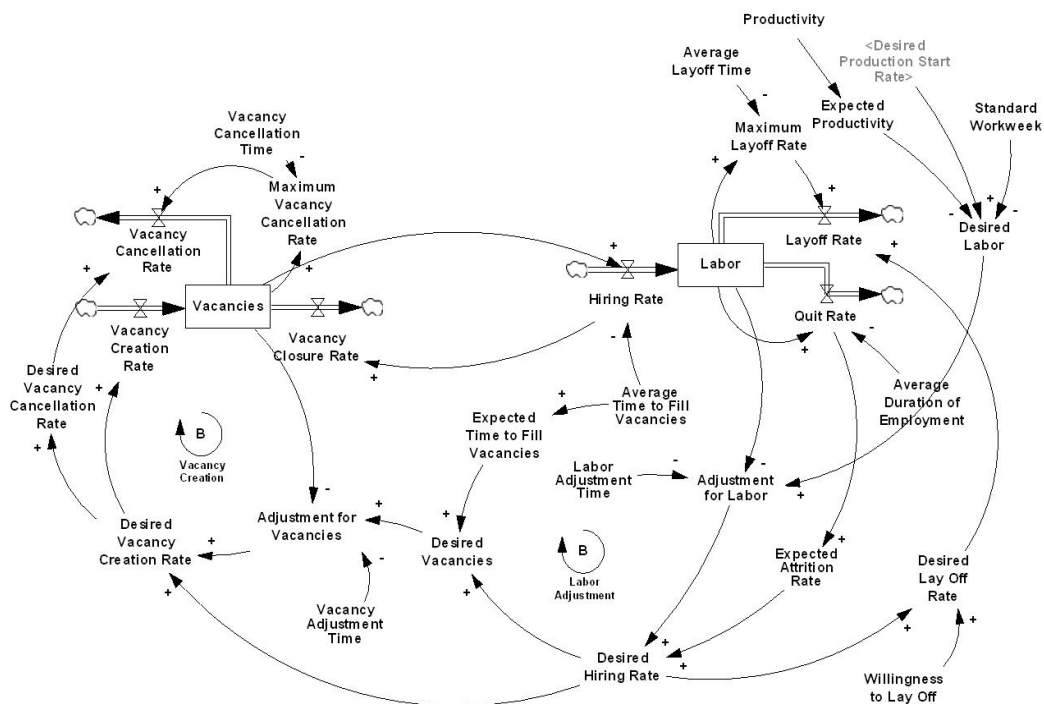 Productivity
<Desired
Production Start
Rate>
Average
Layoff Time
-
Expected
Productivity
Standard
Workweek
Maximum
Layoff Rate
+
+
-
+
-
Desired
Labor
Layoff Rate
+
Vacancy
Cancellation
Time
-
Maximum
Vacancy
Cancellation
Rate
+
+
Vacancy
Cancellation
Rate
+
Vacancies
Vacancy
Creation
Rate
+
Vacancy
Closure Rate
+
+
Hiring Rate
-
Labor
Quit Rate
+
-
Average
Duration of
Employment
Desired
Vacancy
Cancellation
Rate
+
B
Vacancy
Creation
Average
Time to Fill
Vacancies
+
Expected
Time to Fill
Vacancies
Labor
Adjustment
Time
-
Adjustment
for Labor
-
+
Desired
Vacancy
Creation Rate
+
+
Adjustment for
Vacancies
-
+
-
Desired
Vacancies
+
+
B
Labor
Adjustment
Expected
Attrition
Rate
+
Desired
Lay Off
Rate
+
+
Vacancy
Adjustment
Time
Desired
Hiring Rate
+
+
Willingness
to Lay Off